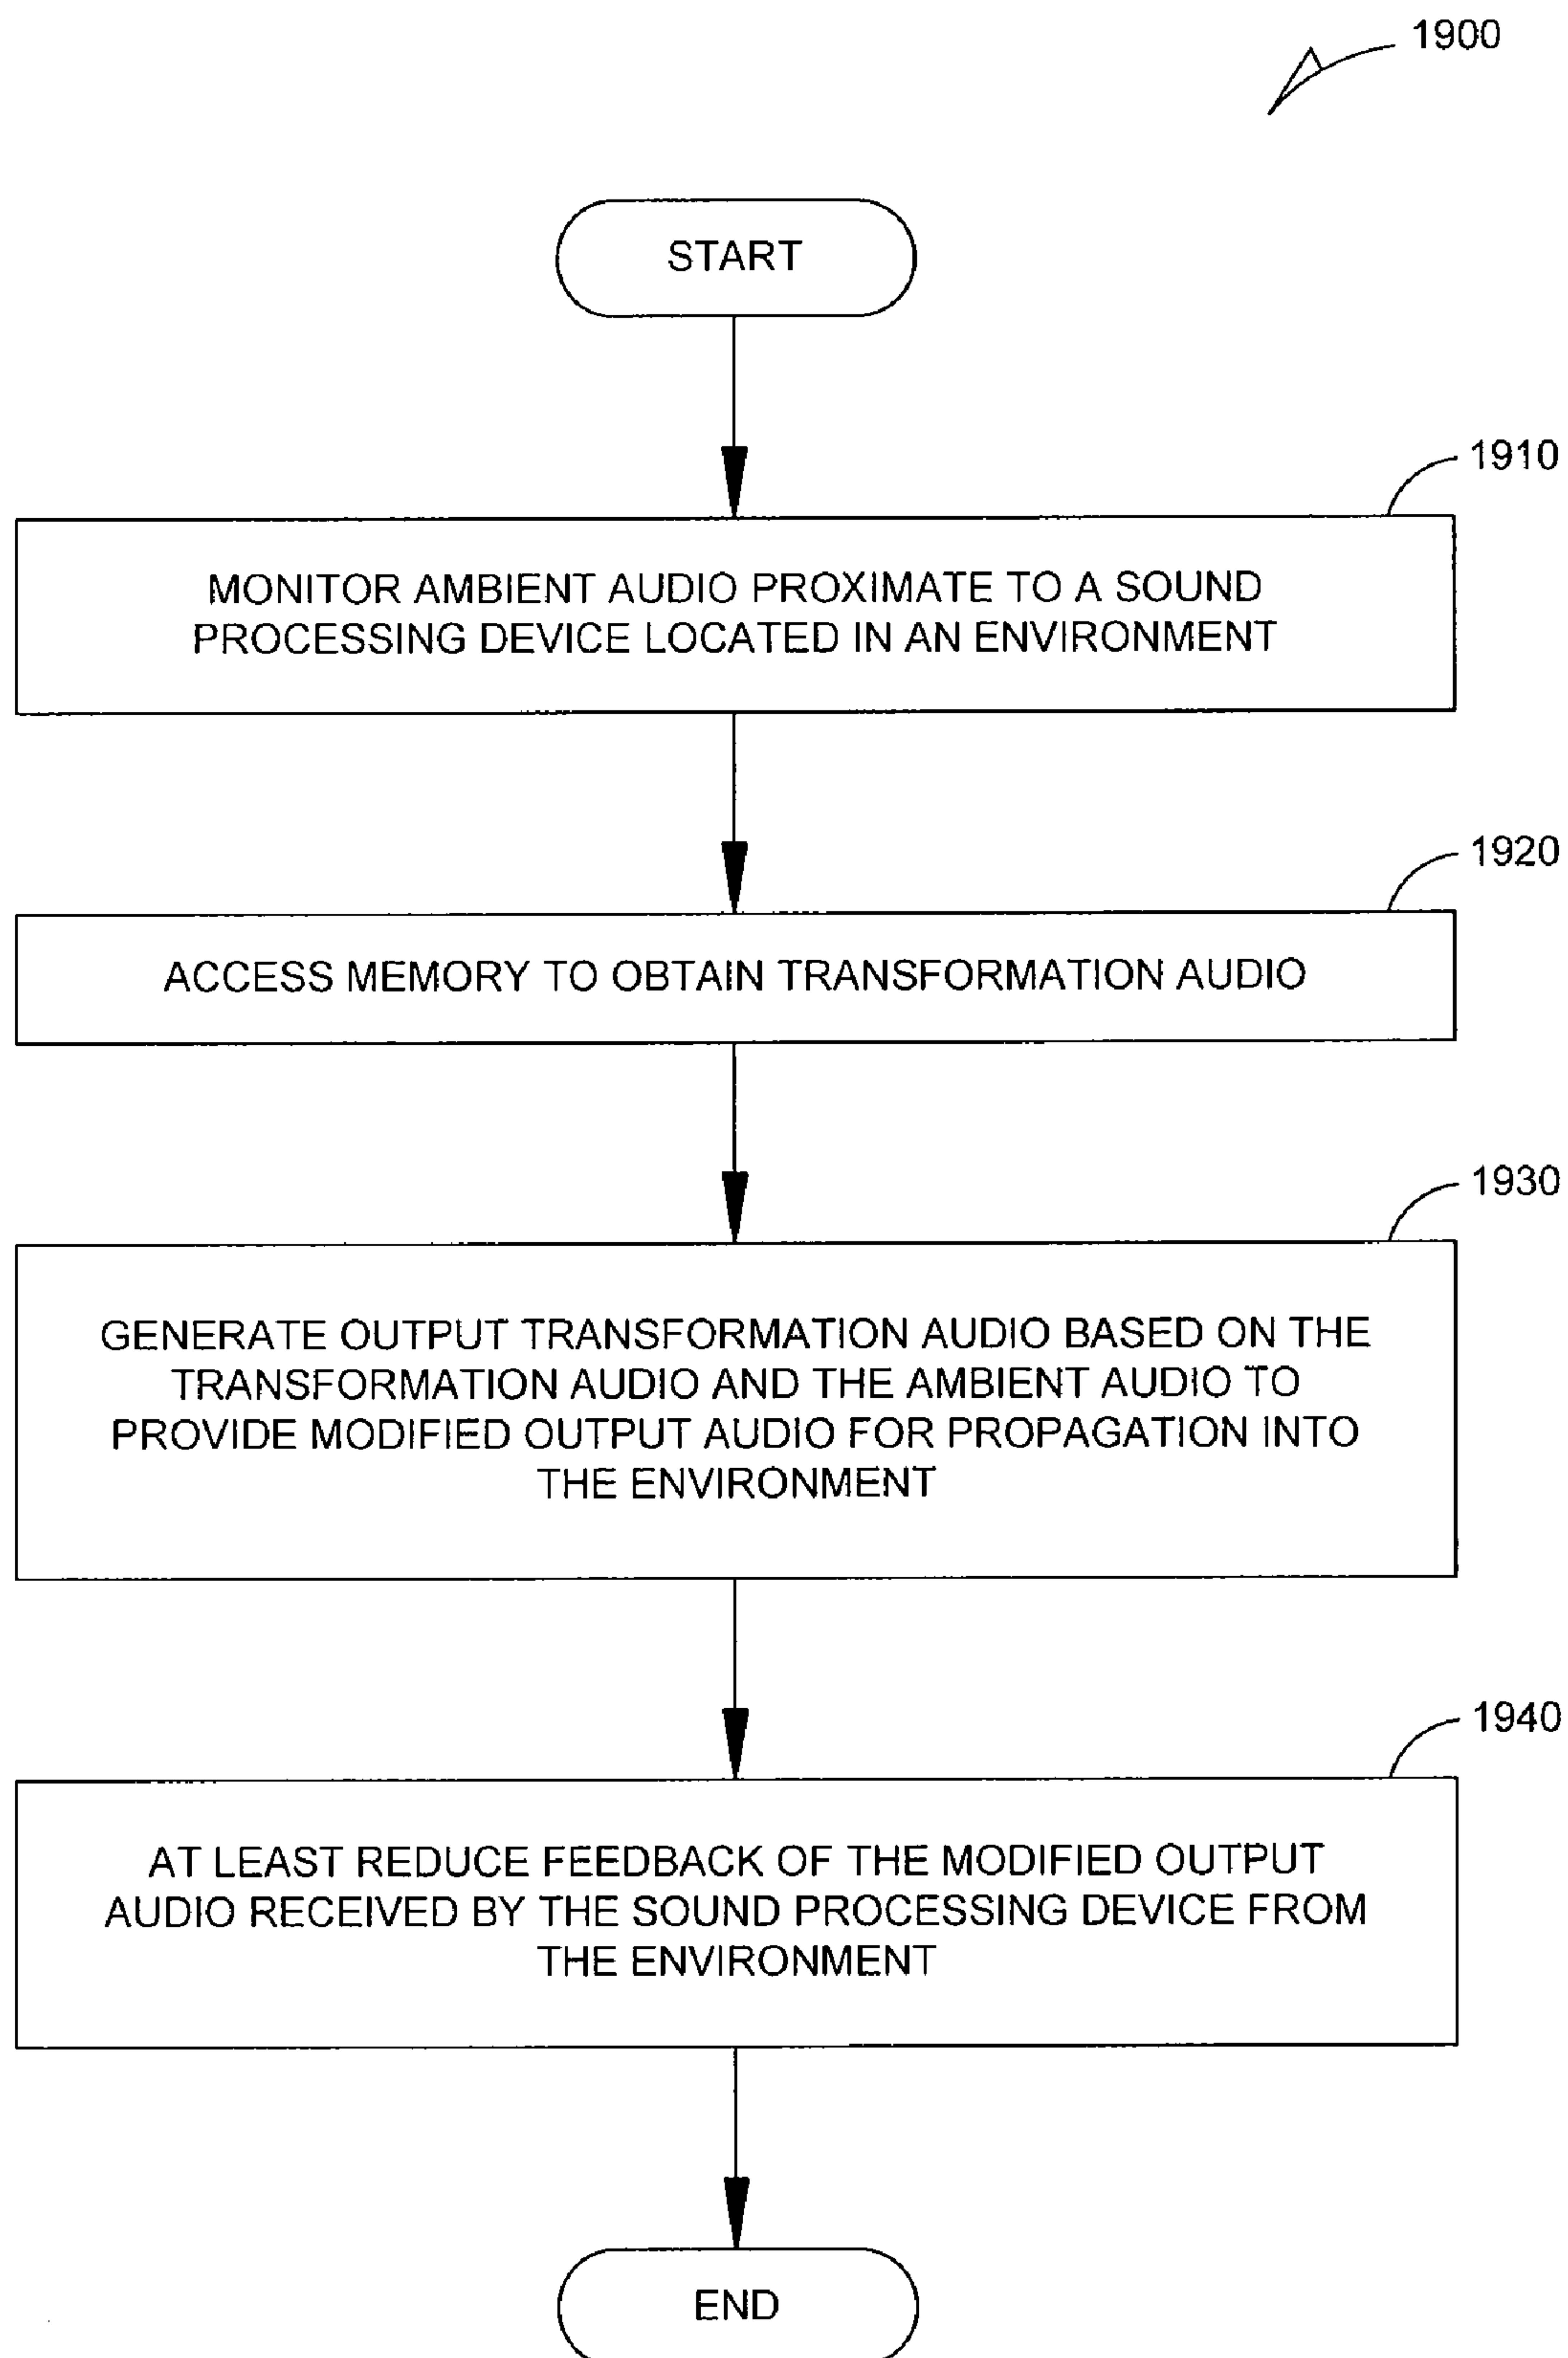 1900
START
1910
MONITOR AMBIENT AUDIO PROXIMATE TO A SOUND
PROCESSING DEVICE LOCATED IN AN ENVIRONMENT
1920
ACCESS MEMORY TO OBTAIN TRANSFORMATION AUDIO
1930
GENERATE OUTPUT TRANSFORMATION AUDIO BASED ON THE
TRANSFORMATION AUDIO AND THE AMBIENT AUDIO TO
PROVIDE MODIFIED OUTPUT AUDIO FOR PROPAGATION INTO
THE ENVIRONMENT
1940
AT LEAST REDUCE FEEDBACK OF THE MODIFIED OUTPUT
AUDIO RECEIVED BY THE SOUND PROCESSING DEVICE FROM
THE ENVIRONMENT
END